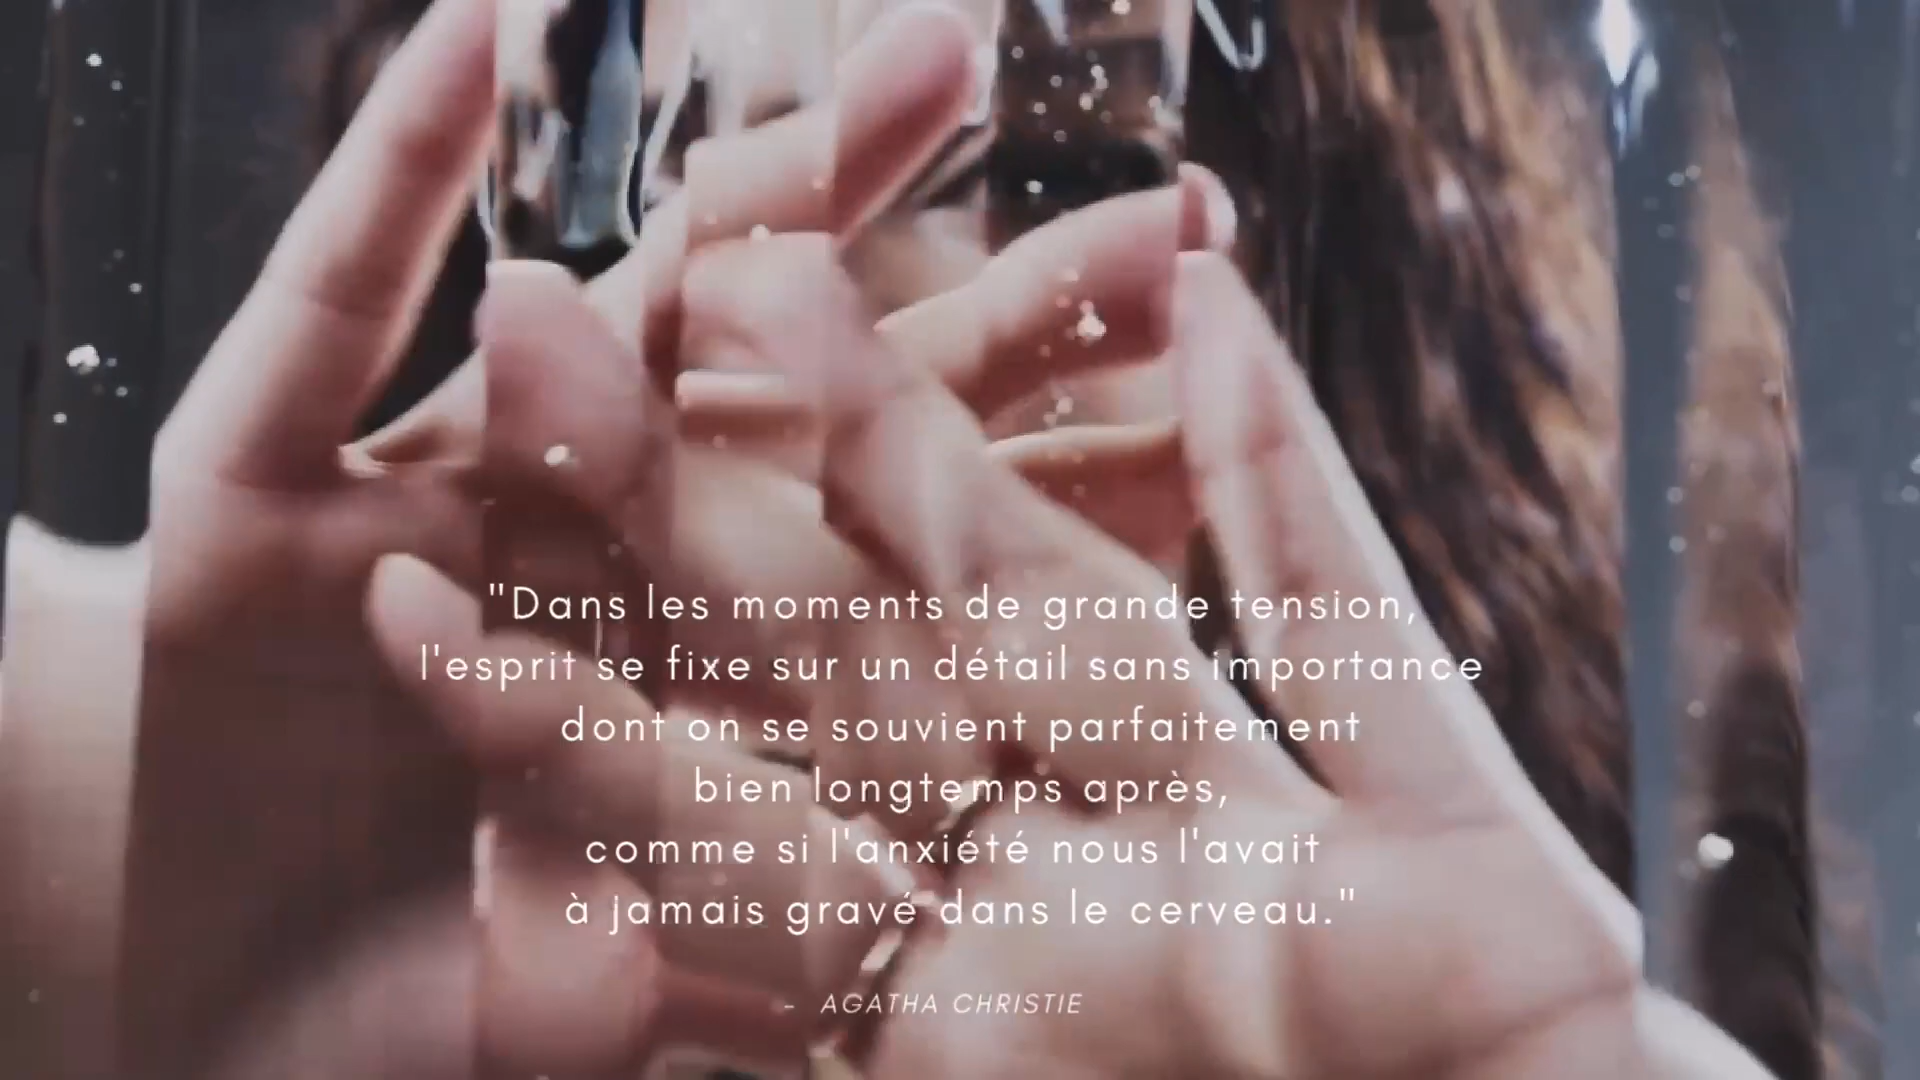 "Dans les moments de grande tension,
l'esprit se fixe sur un détail sans importance
dont on se souvient parfaitement
bien longtemps après,
comme si l'anxiété nous l'avait
à jamais gravé dans le cerveau."
- AGATHA CHRISTIE